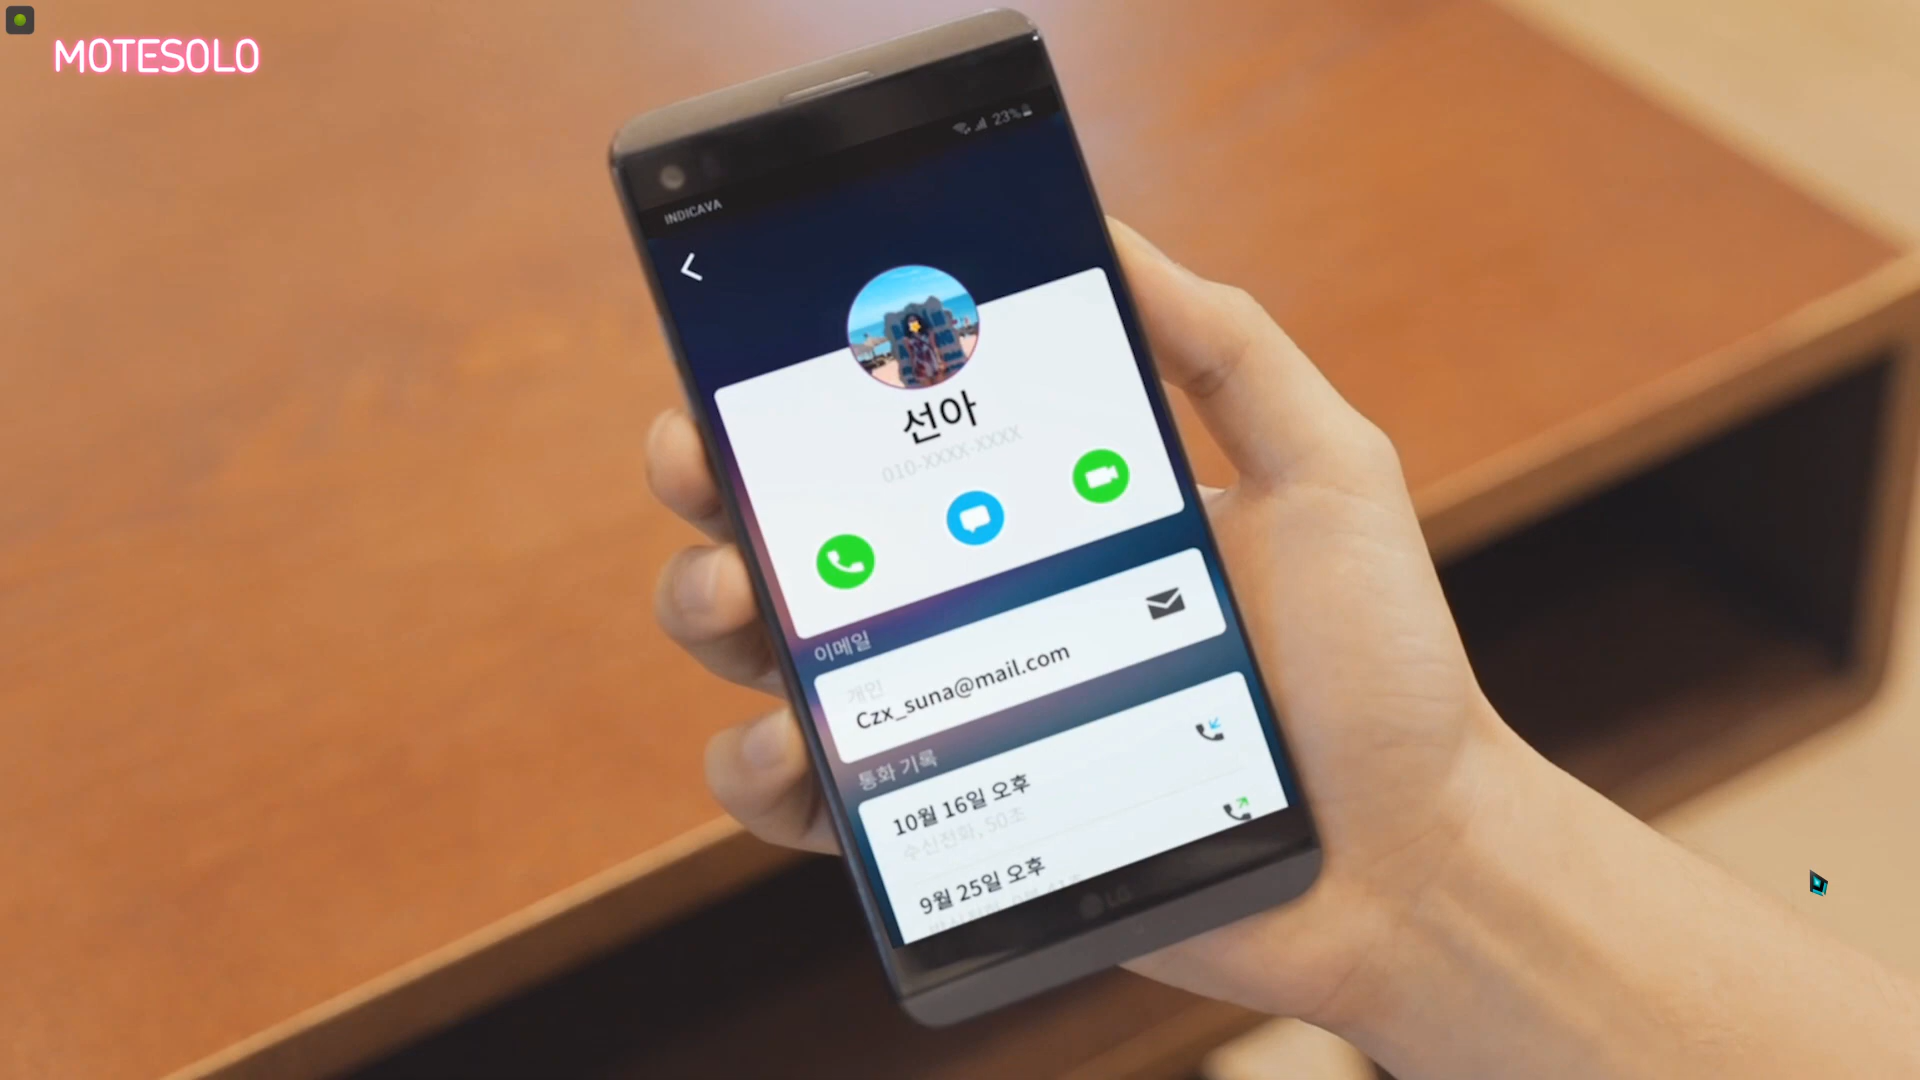 MOTESOLO
23%
INDICAVA
선아
010-XXXX-XXXX
이메일
개인
Czx_suna@mail.com
통화 기록
10월 16일 오후
수신전화, 50초
9월 25일 오후
LG